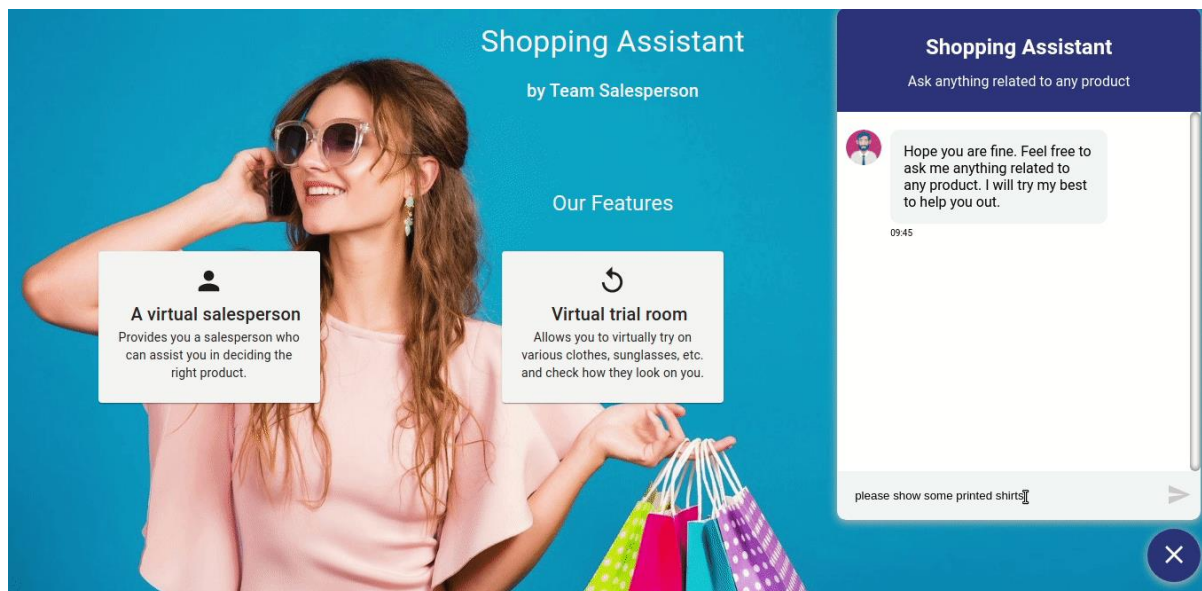 Shopping Assistant
by Team Salesperson
Our Features
A virtual salesperson
Provides you a salesperson who
can assist you in deciding the
right product.
Virtual trial room
Allows you to virtually try on
various clothes, sunglasses, etc.
and check how they look on you.
Shopping Assistant
Ask anything related to any product
Hope you are fine. Feel free to
ask me anything related to
any product. I will try my best
to help you out.
09:45
please show some printed shirts